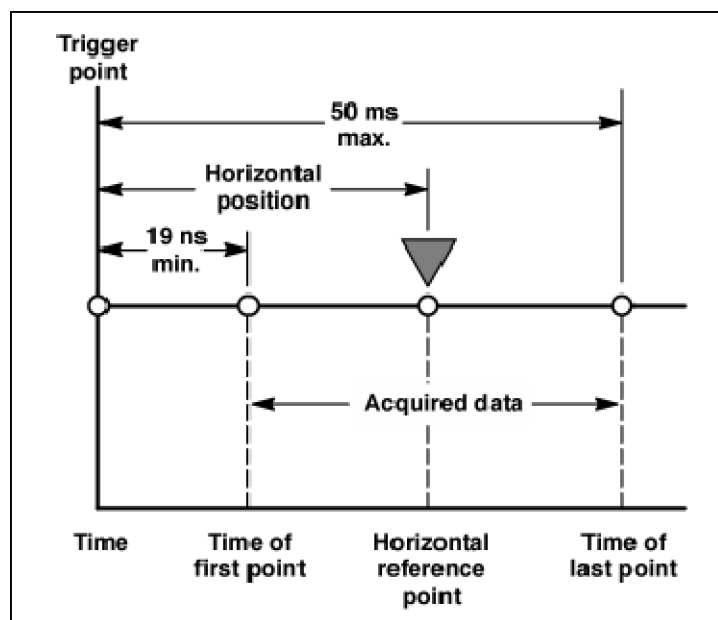 Trigger
point
50 ms
max.
Horizontal
position
19 ns
min.
Acquired data
Time
Time of
first point
Horizontal
reference
point
Time of
last point